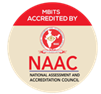 MBITS
ACCREDITED BY
NAAC
NATIONAL ASSESSMENT AND
ACCREDITATION COUNCIL